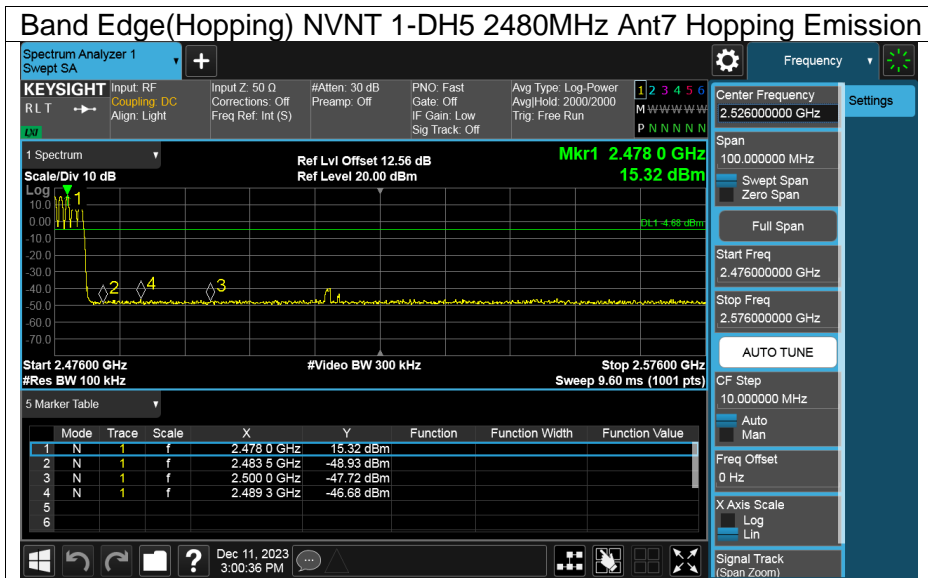 Band Edge(Hopping) NVNT 1-DH5 2480MHz Ant7 Hopping Emission
Spectrum Analyzer 1
Swept SA
+
Frequency
KEYSIGHT
R L T
LXI
Input: RF
Coupling: DC
Align: Light
Input Z: 50 Ω
Corrections: Off
Freq Ref: Int (S)
#Atten: 30 dB
Preamp: Off
PNO: Fast
Gate: Off
IF Gain: Low
Sig Track: Off
Avg Type: Log-Power
Avg|Hold: 2000/2000
Trig: Free Run
1 2 3 4 5 6
M W W W W W
P N N N N N
Center Frequency
2.526000000 GHz
Settings
Span
100.000000 MHz
Swept Span
Zero Span
Full Span
Start Freq
2.476000000 GHz
Stop Freq
2.576000000 GHz
AUTO TUNE
CF Step
10.000000 MHz
Auto
Man
Freq Offset
0 Hz
X Axis Scale
Log
Lin
Signal Track
(Span Zoom)
1 Spectrum
Scale/Div 10 dB
Ref Lvl Offset 12.56 dB
Ref Level 20.00 dBm
Mkr1 2.478 0 GHz
15.32 dBm
Log
10.0
0.00
-10.0
-20.0
-30.0
-40.0
-50.0
-60.0
-70.0
1
2
4
3
DL1 -4.68 dBm
Start 2.47600 GHz
#Res BW 100 kHz
#Video BW 300 kHz
Stop 2.57600 GHz
Sweep 9.60 ms (1001 pts)
5 Marker Table
Mode Trace Scale X Y Function Function Width Function Value
1 N 1 f 2.478 0 GHz 15.32 dBm
2 N 1 f 2.483 5 GHz -48.93 dBm
3 N 1 f 2.500 0 GHz -47.72 dBm
4 N 1 f 2.489 3 GHz -46.68 dBm
5
6
?
Dec 11, 2023
3:00:36 PM